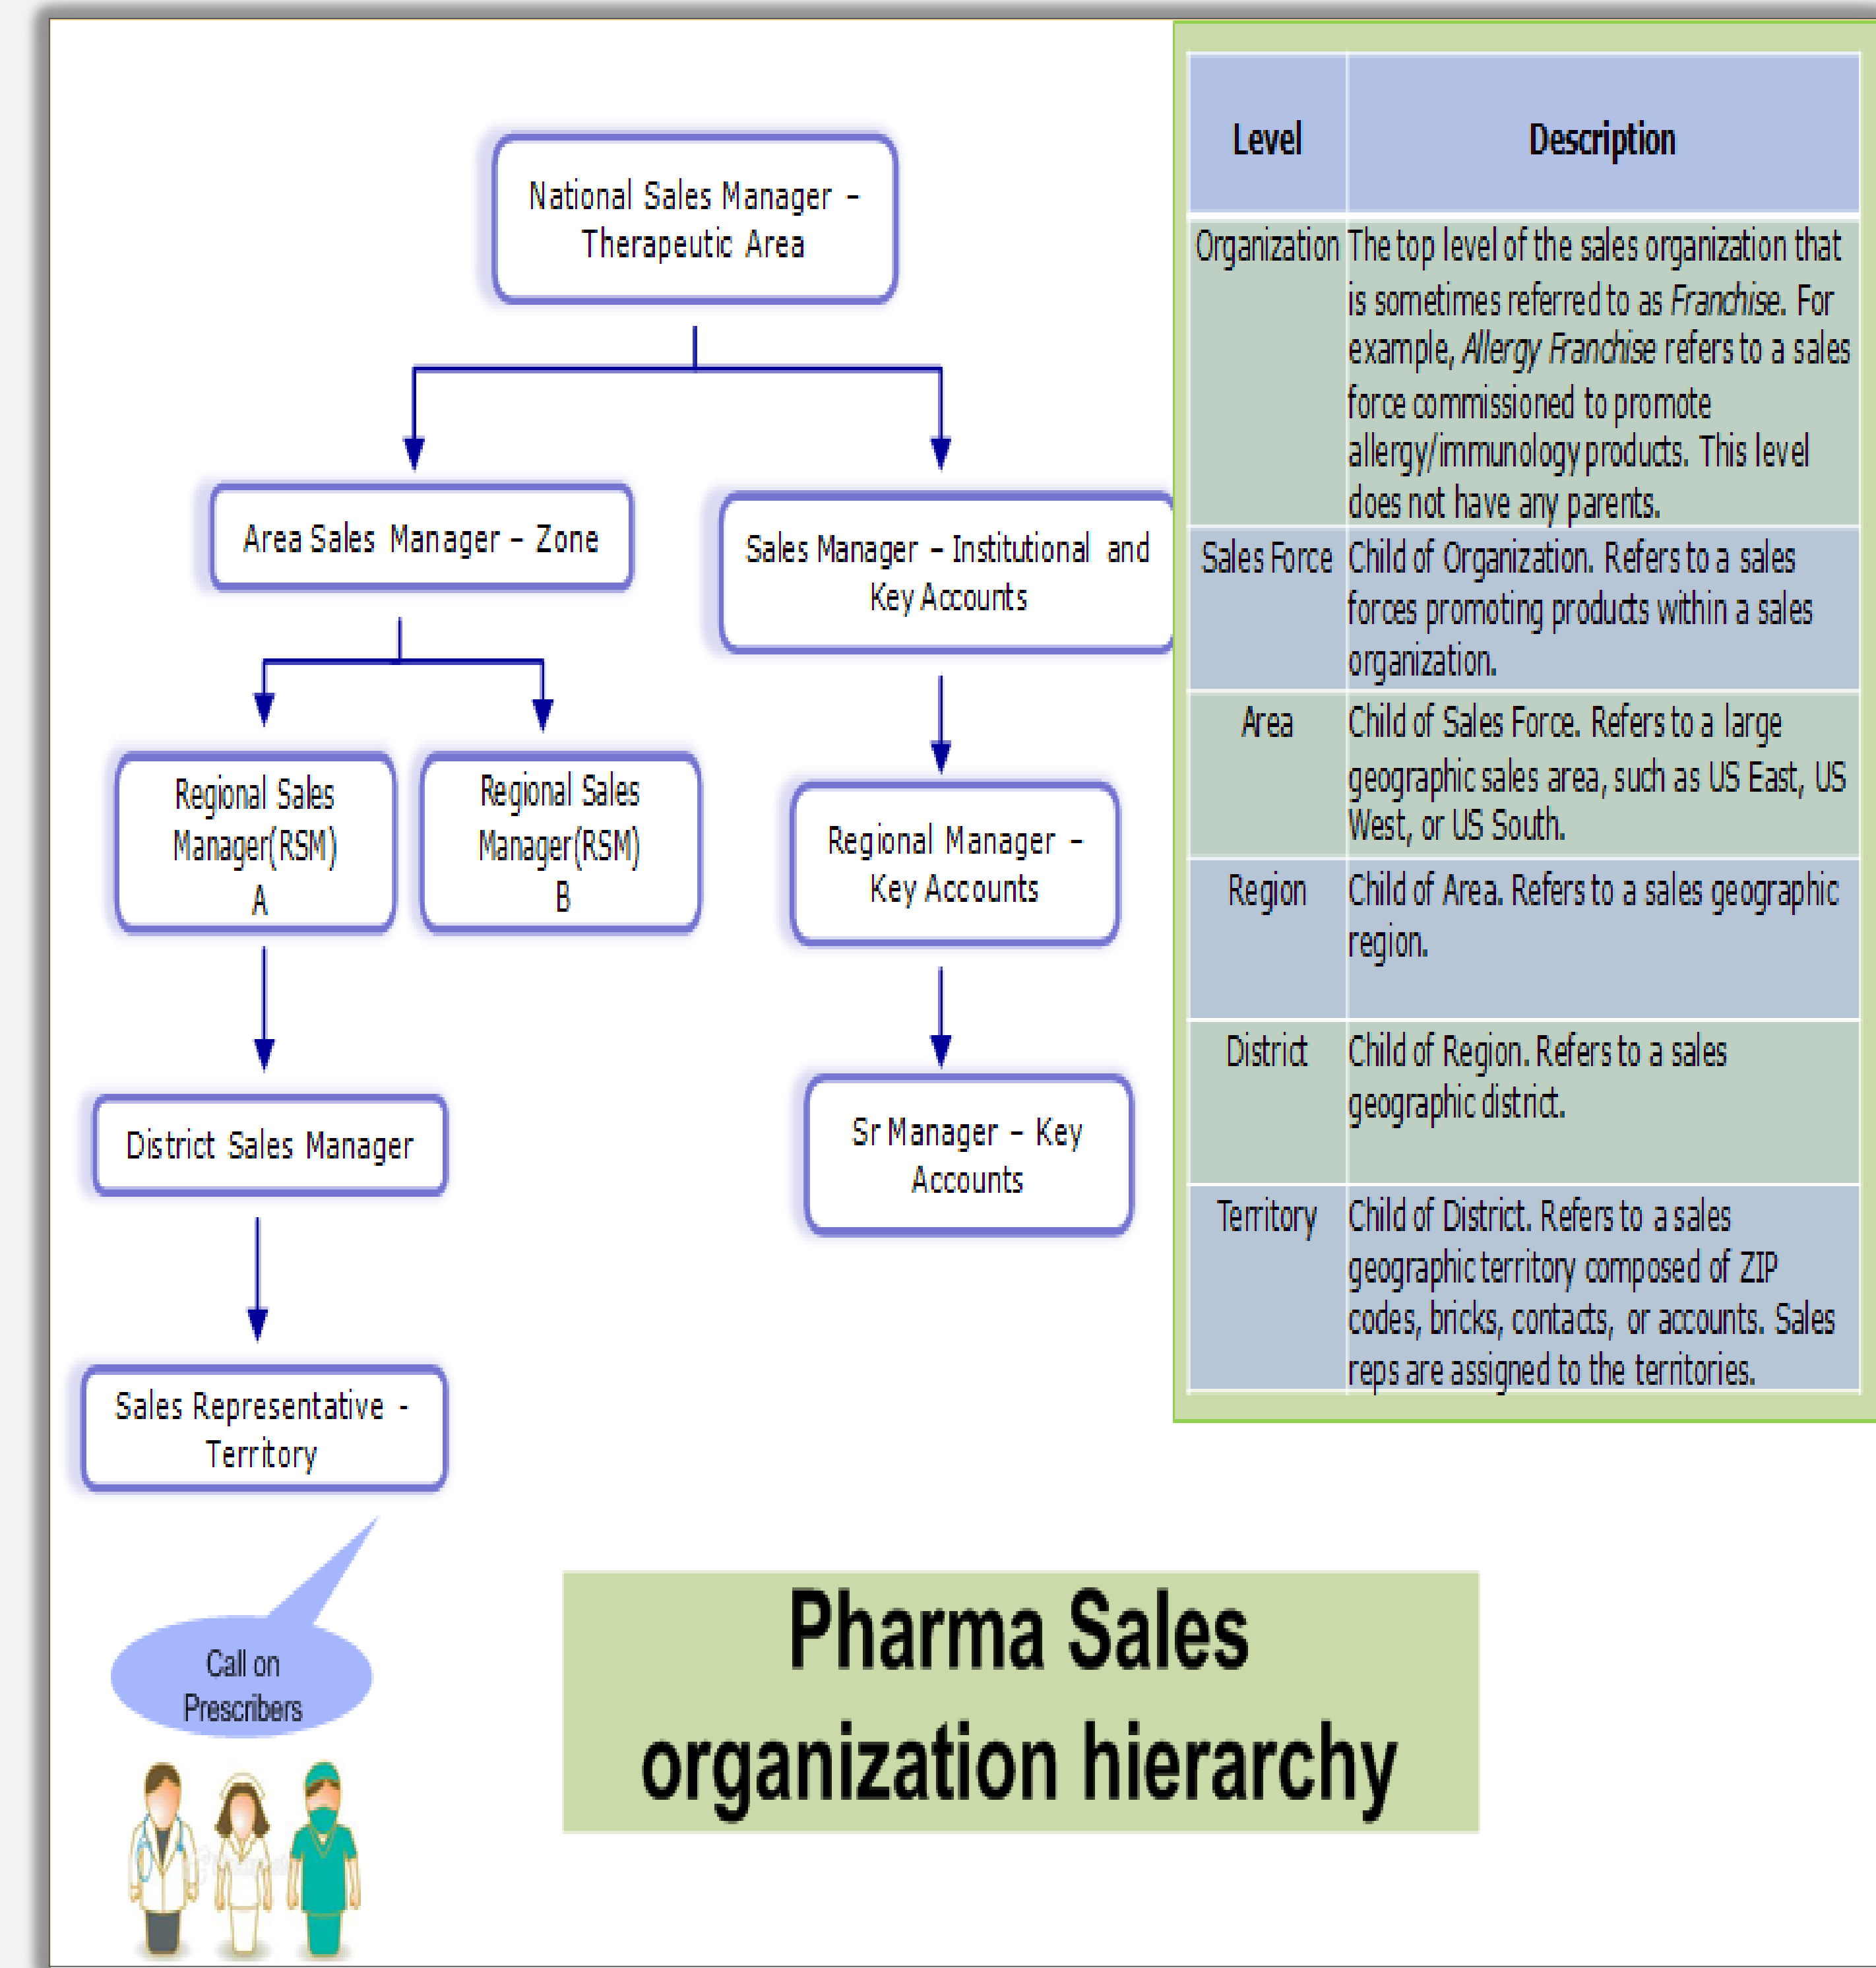 National Sales Manager –
Therapeutic Area
Area Sales Manager – Zone
Sales Manager – Institutional and
Key Accounts
Regional Sales
Manager(RSM)
A
Regional Sales
Manager(RSM)
B
Regional Manager –
Key Accounts
District Sales Manager
Sr Manager – Key
Accounts
Sales Representative -
Territory
Call on
Prescribers
Level Description
Organization The top level of the sales organization that
is sometimes referred to as Franchise. For
example, Allergy Franchise refers to a sales
force commissioned to promote
allergy/immunology products. This level
does not have any parents.
Sales Force Child of Organization. Refers to a sales
forces promoting products within a sales
organization.
Area Child of Sales Force. Refers to a large
geographic sales area, such as US East, US
West, or US South.
Region Child of Area. Refers to a sales geographic
region.
District Child of Region. Refers to a sales
geographic district.
Territory Child of District. Refers to a sales
geographic territory composed of ZIP
codes, bricks, contacts, or accounts. Sales
reps are assigned to the territories.
Pharma Sales
organization hierarchy